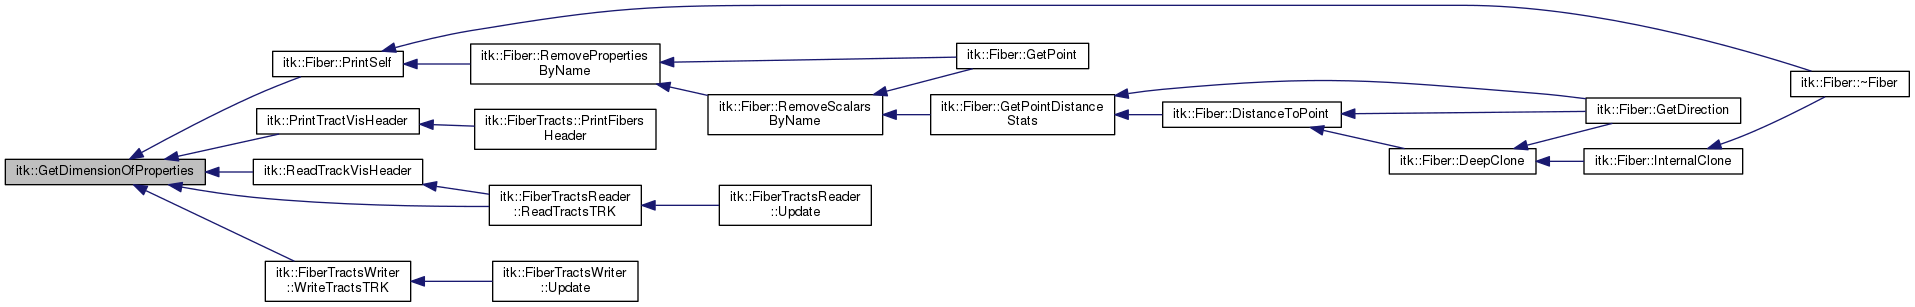 itk::GetDimensionOfProperties
itk::Fiber::PrintSelf
itk::PrintTractVisHeader
itk::ReadTrackVisHeader
itk::FiberTractsWriter
::WriteTractsTRK
itk::Fiber::RemoveProperties
ByName
itk::FiberTracts::PrintFibers
Header
itk::FiberTractsReader
::ReadTractsTRK
itk::FiberTractsWriter
::Update
itk::Fiber::RemoveScalars
ByName
itk::FiberTractsReader
::Update
itk::Fiber::GetPoint
itk::Fiber::GetPointDistance
Stats
itk::Fiber::DistanceToPoint
itk::Fiber::DeepClone
itk::Fiber::GetDirection
itk::Fiber::InternalClone
itk::Fiber::~Fiber